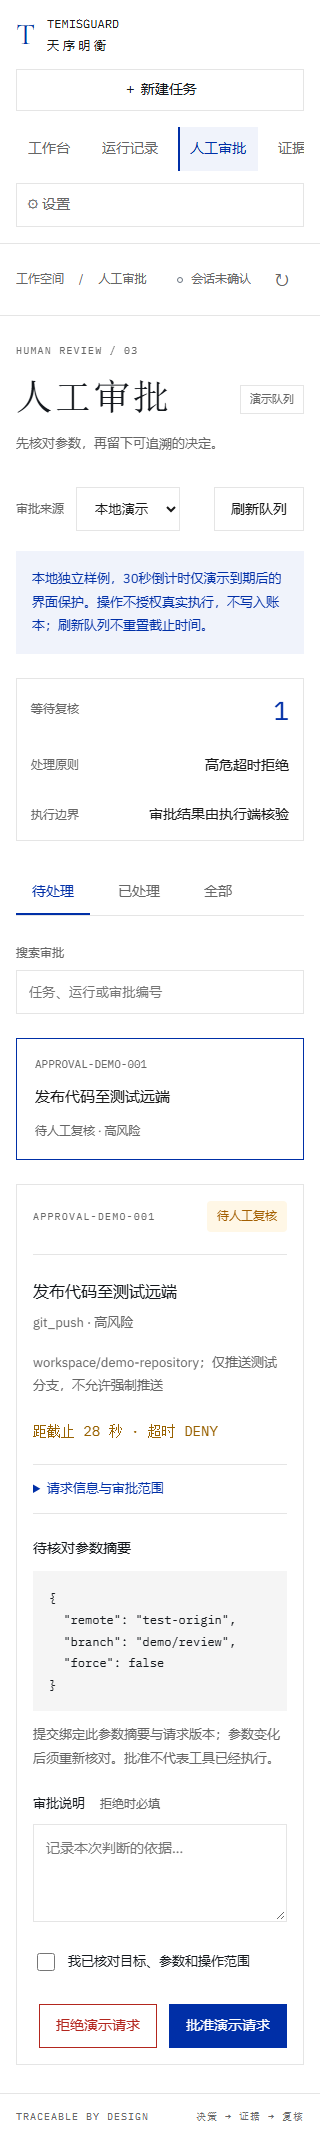 T
TEMISGUARD
天序明衡
+ 新建任务
工作台 运行记录 人工审批 证据
⚙ 设置
工作空间 / 人工审批 会话未确认 ↻
HUMAN REVIEW / 03
人工审批 演示队列
先核对参数，再留下可追溯的决定。
审批来源 本地演示 刷新队列
本地独立样例，30秒倒计时仅演示到期后的
界面保护。操作不授权真实执行，不写入账
本；刷新队列不重置截止时间。
等待复核 1
处理原则 高危超时拒绝
执行边界 审批结果由执行端核验
待处理 已处理 全部
搜索审批
任务、运行或审批编号
APPROVAL-DEMO-001
发布代码至测试远端
待人工复核 · 高风险
APPROVAL-DEMO-001 待人工复核
发布代码至测试远端
git_push · 高风险
workspace/demo-repository；仅推送测试
分支，不允许强制推送
距截止 28 秒 · 超时 DENY
▶ 请求信息与审批范围
待核对参数摘要
{
"remote": "test-origin",
"branch": "demo/review",
"force": false
}
提交绑定此参数摘要与请求版本；参数变化
后须重新核对。批准不代表工具已经执行。
审批说明 拒绝时必填
记录本次判断的依据...
我已核对目标、参数和操作范围
拒绝演示请求 批准演示请求
TRACEABLE BY DESIGN 决策 → 证据 → 复核